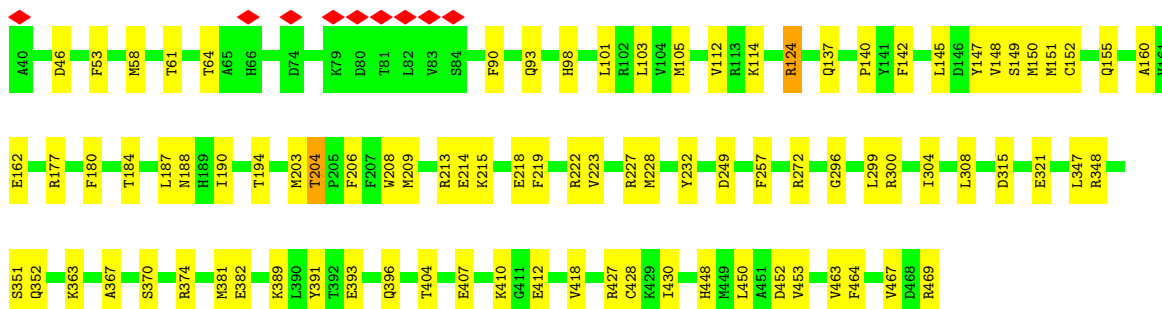 A40 D46 F53 M58 T61 T64 A65 H66 D74 K79 D80 T81 L82 V83 S84 F90 Q93 H98 L101 R102 L103 V104 M105 V112 R113 K114 R124 Q137 P140 Y141 F142 L145 D146 Y147 V148 S149 M150 M151 C152 Q155 A160 V161
E162 R177 F180 T184 L187 N188 H189 I190 T194 M203 T204 P205 F206 F207 W208 M209 R213 E214 K215 E218 F219 R222 V223 R227 M228 Y232 D249 F257 R272 G296 L299 R300 I304 L308 D315 E321 L347 R348
S351 Q352 K363 A367 S370 R374 M381 E382 K389 L390 Y391 T392 E393 Q396 T404 E407 K410 G411 E412 V418 R427 C428 K429 I430 H448 M449 L450 A451 D452 V453 V463 F464 V467 D468 R469